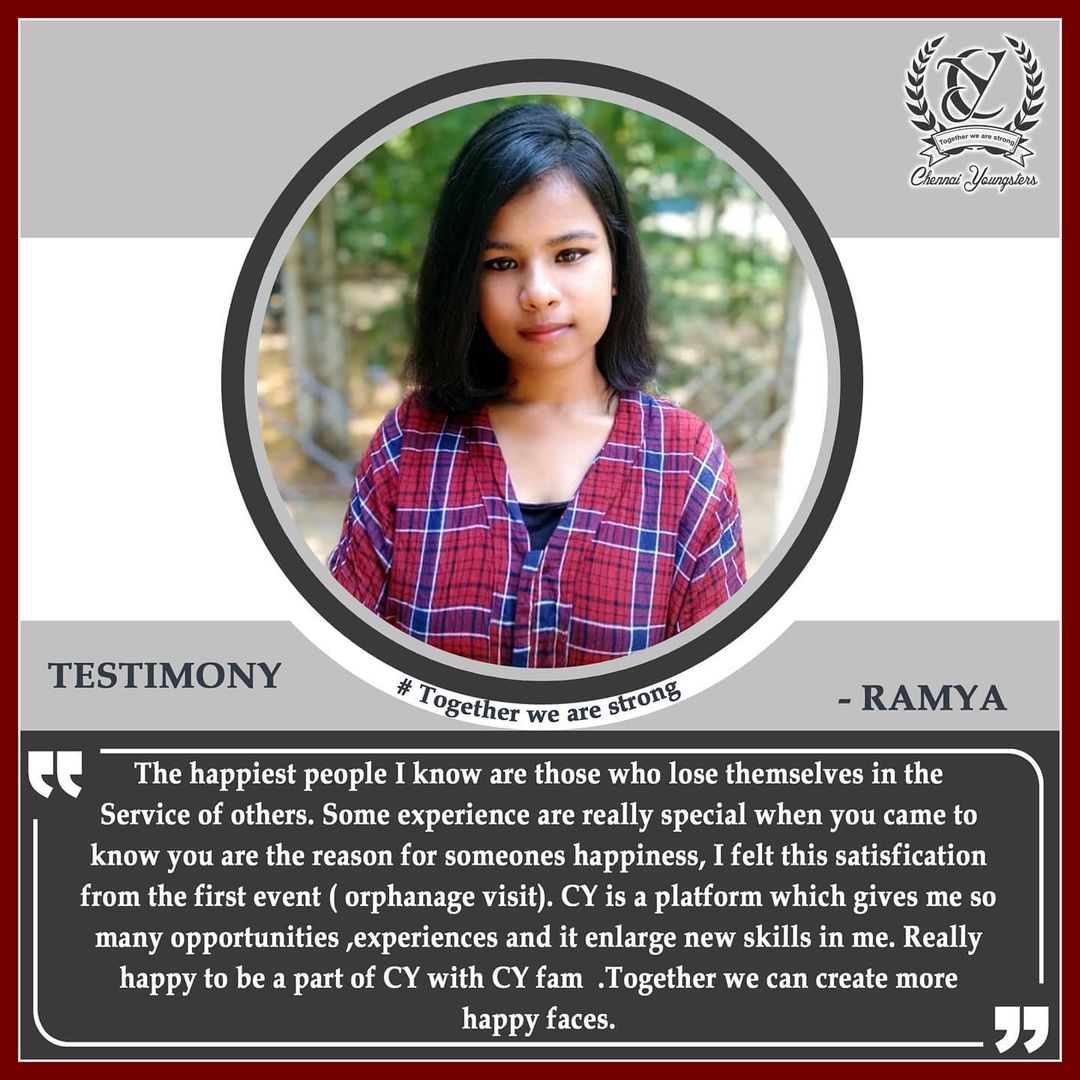 CY
Together we are strong
Chennai Youngsters
TESTIMONY
# Together we are strong
- RAMYA
The happiest people I know are those who lose themselves in the
Service of others. Some experience are really special when you came to
know you are the reason for someones happiness, I felt this satisfication
from the first event ( orphanage visit). CY is a platform which gives me so
many opportunities ,experiences and it enlarge new skills in me. Really
happy to be a part of CY with CY fam .Together we can create more
happy faces.